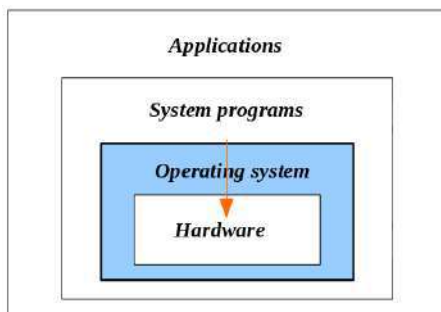 Applications
System programs
Operating system
Hardware